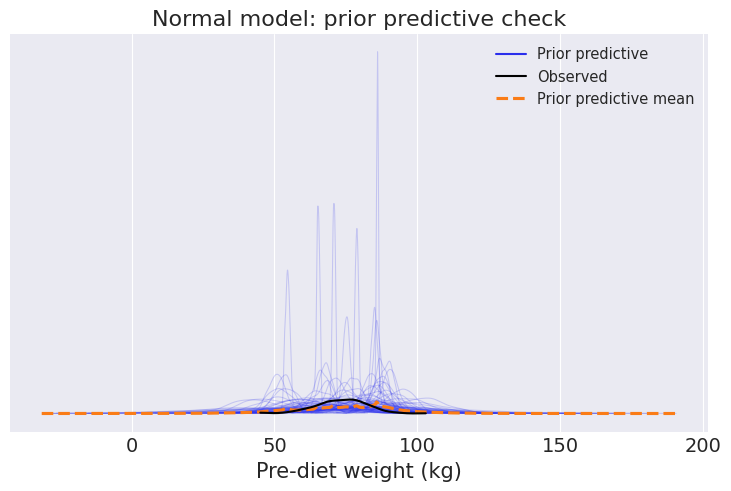 Normal model: prior predictive check
Prior predictive
Observed
Prior predictive mean
0 50 100 150 200
Pre-diet weight (kg)